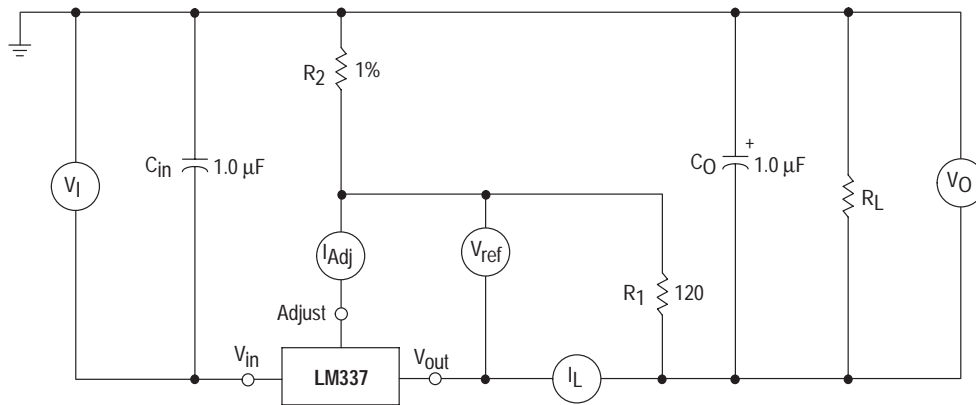 R2
1%
Cin
1.0 μF
VI
CO
+
1.0 μF
RL
VO
IAdj
Vref
R1
120
Adjust
Vin
LM337
Vout
IL